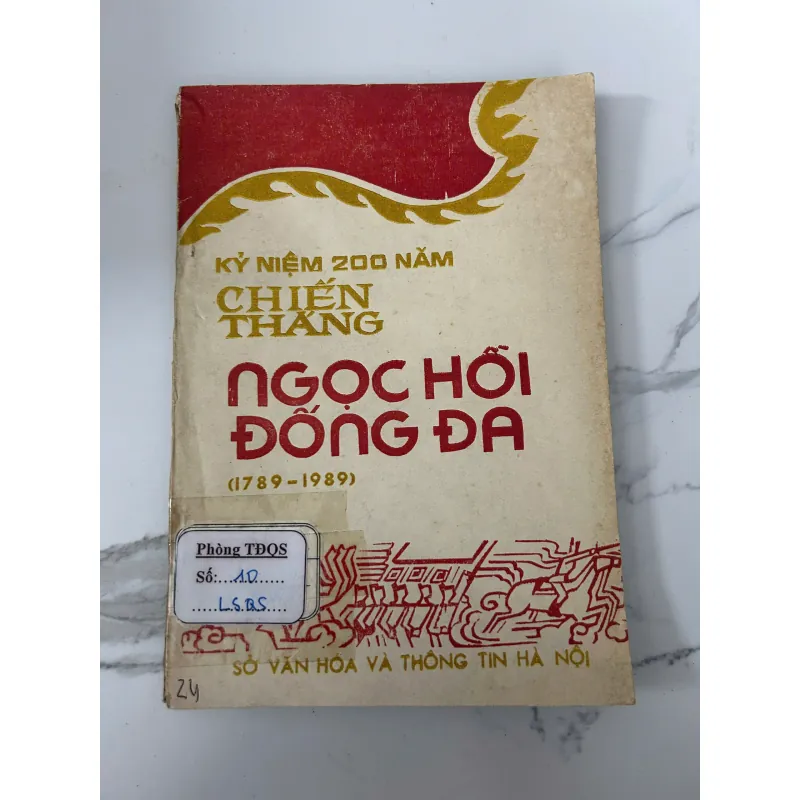 KỶ NIỆM 200 NĂM
CHIẾN
THẮNG
NGỌC HỒI
ĐỐNG ĐA
(1789-1989)
Phòng TĐQS
Số:....10......
.....LSQS....
SỞ VĂN HÓA VÀ THÔNG TIN HÀ NỘI
24